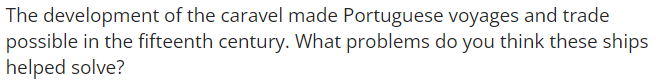 The development of the caravel made Portuguese voyages and trade
possible in the fifteenth century. What problems do you think these ships
helped solve?